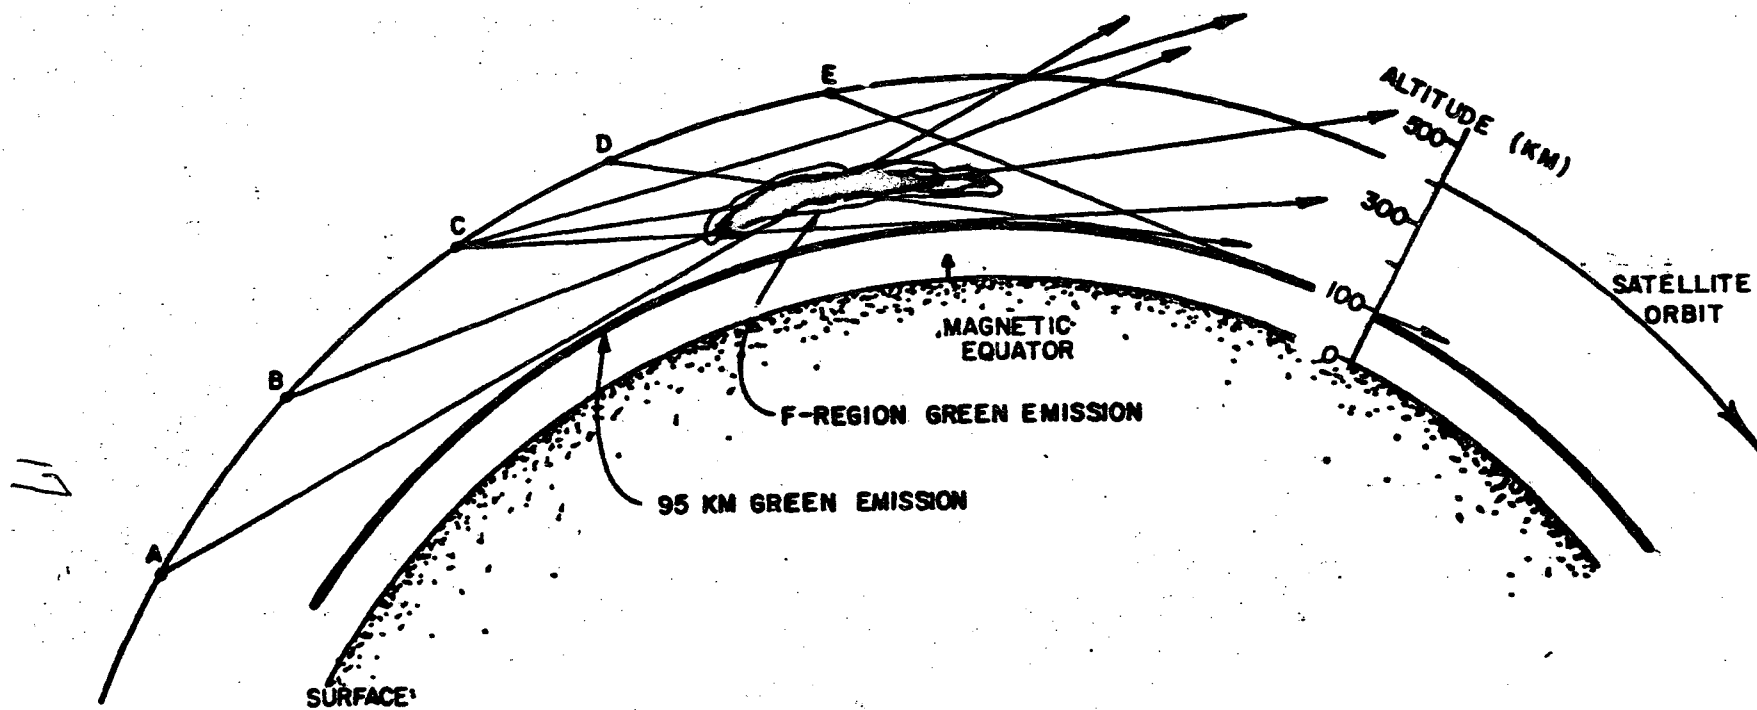 E
D
C
B
A
ALTITUDE (KM)
500
300
100
0
SATELLITE
ORBIT
MAGNETIC
EQUATOR
F-REGION GREEN EMISSION
95 KM GREEN EMISSION
SURFACE